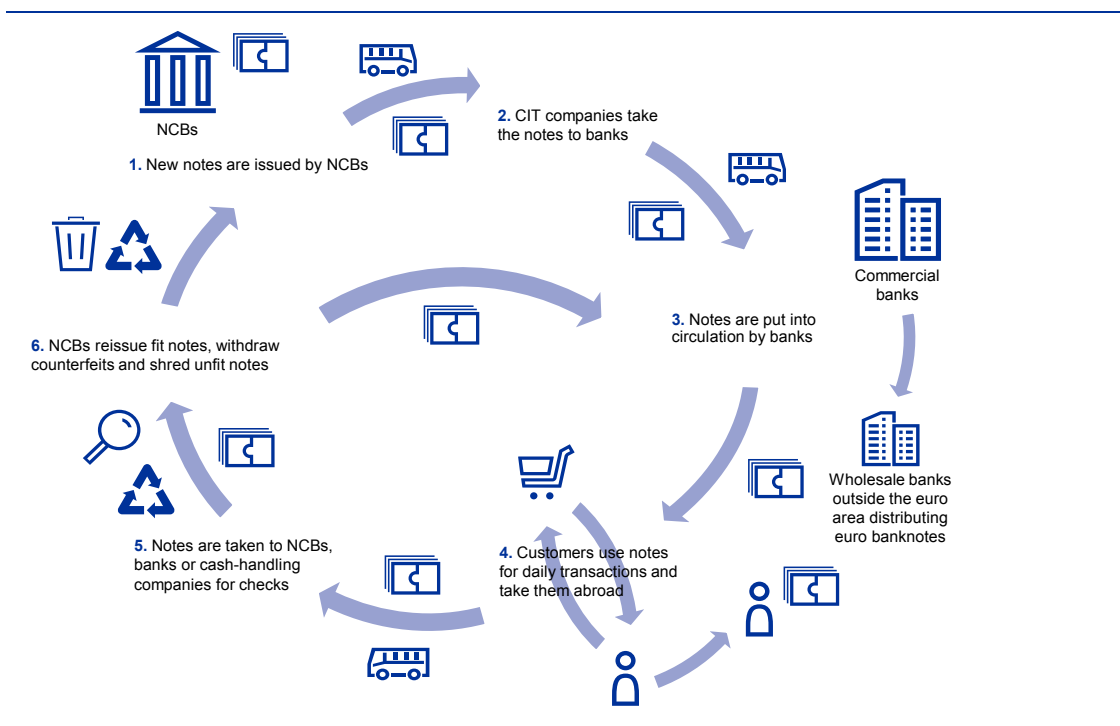 NCBs
1. New notes are issued by NCBs
2. CIT companies take
the notes to banks
Commercial
banks
3. Notes are put into
circulation by banks
Wholesale banks
outside the euro
area distributing
euro banknotes
4. Customers use notes
for daily transactions and
take them abroad
5. Notes are taken to NCBs,
banks or cash-handling
companies for checks
6. NCBs reissue fit notes, withdraw
counterfeits and shred unfit notes